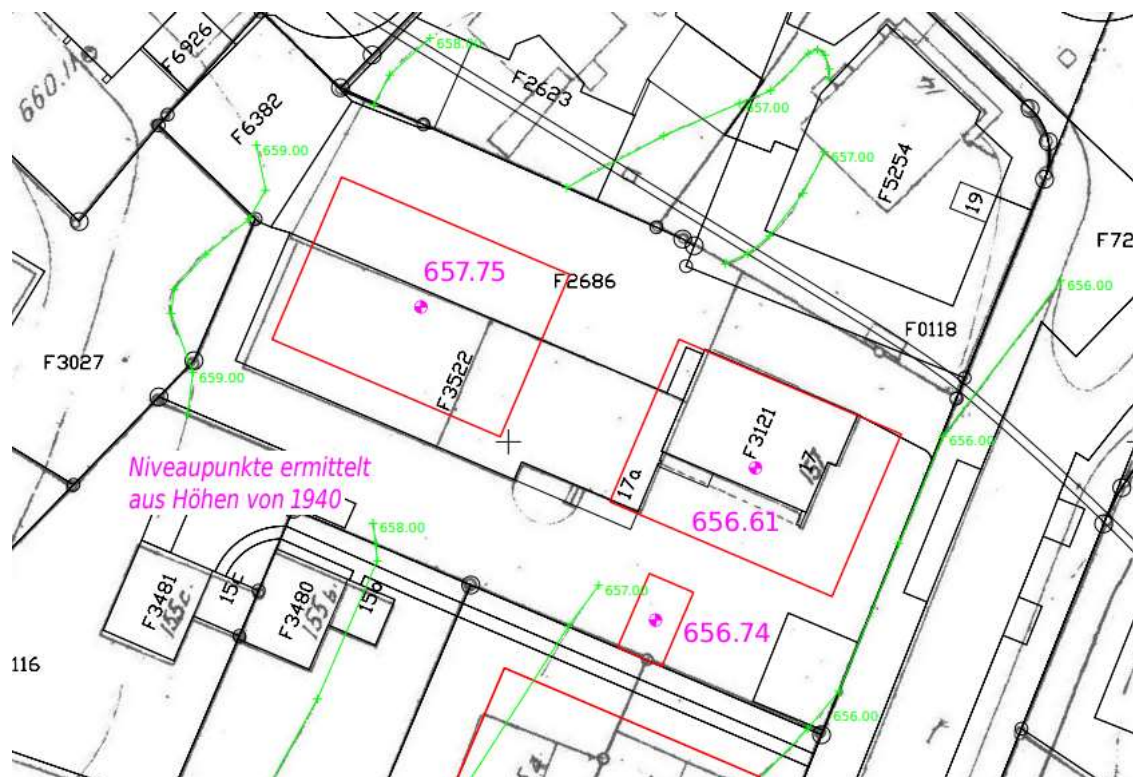 F6926
658.00
660.1
F6382
F2623
657.00
14
659.00
657.00
F5254
19
F72
657.75
F2686
656.00
F0118
F3027
659.00
F3522
F3121
17
656.00
Niveaupunkte ermittelt
aus Höhen von 1940
17a
656.61
658.00
F3481
155c.
15c
F3480
155b.
15b
657.00
656.74
116
656.00